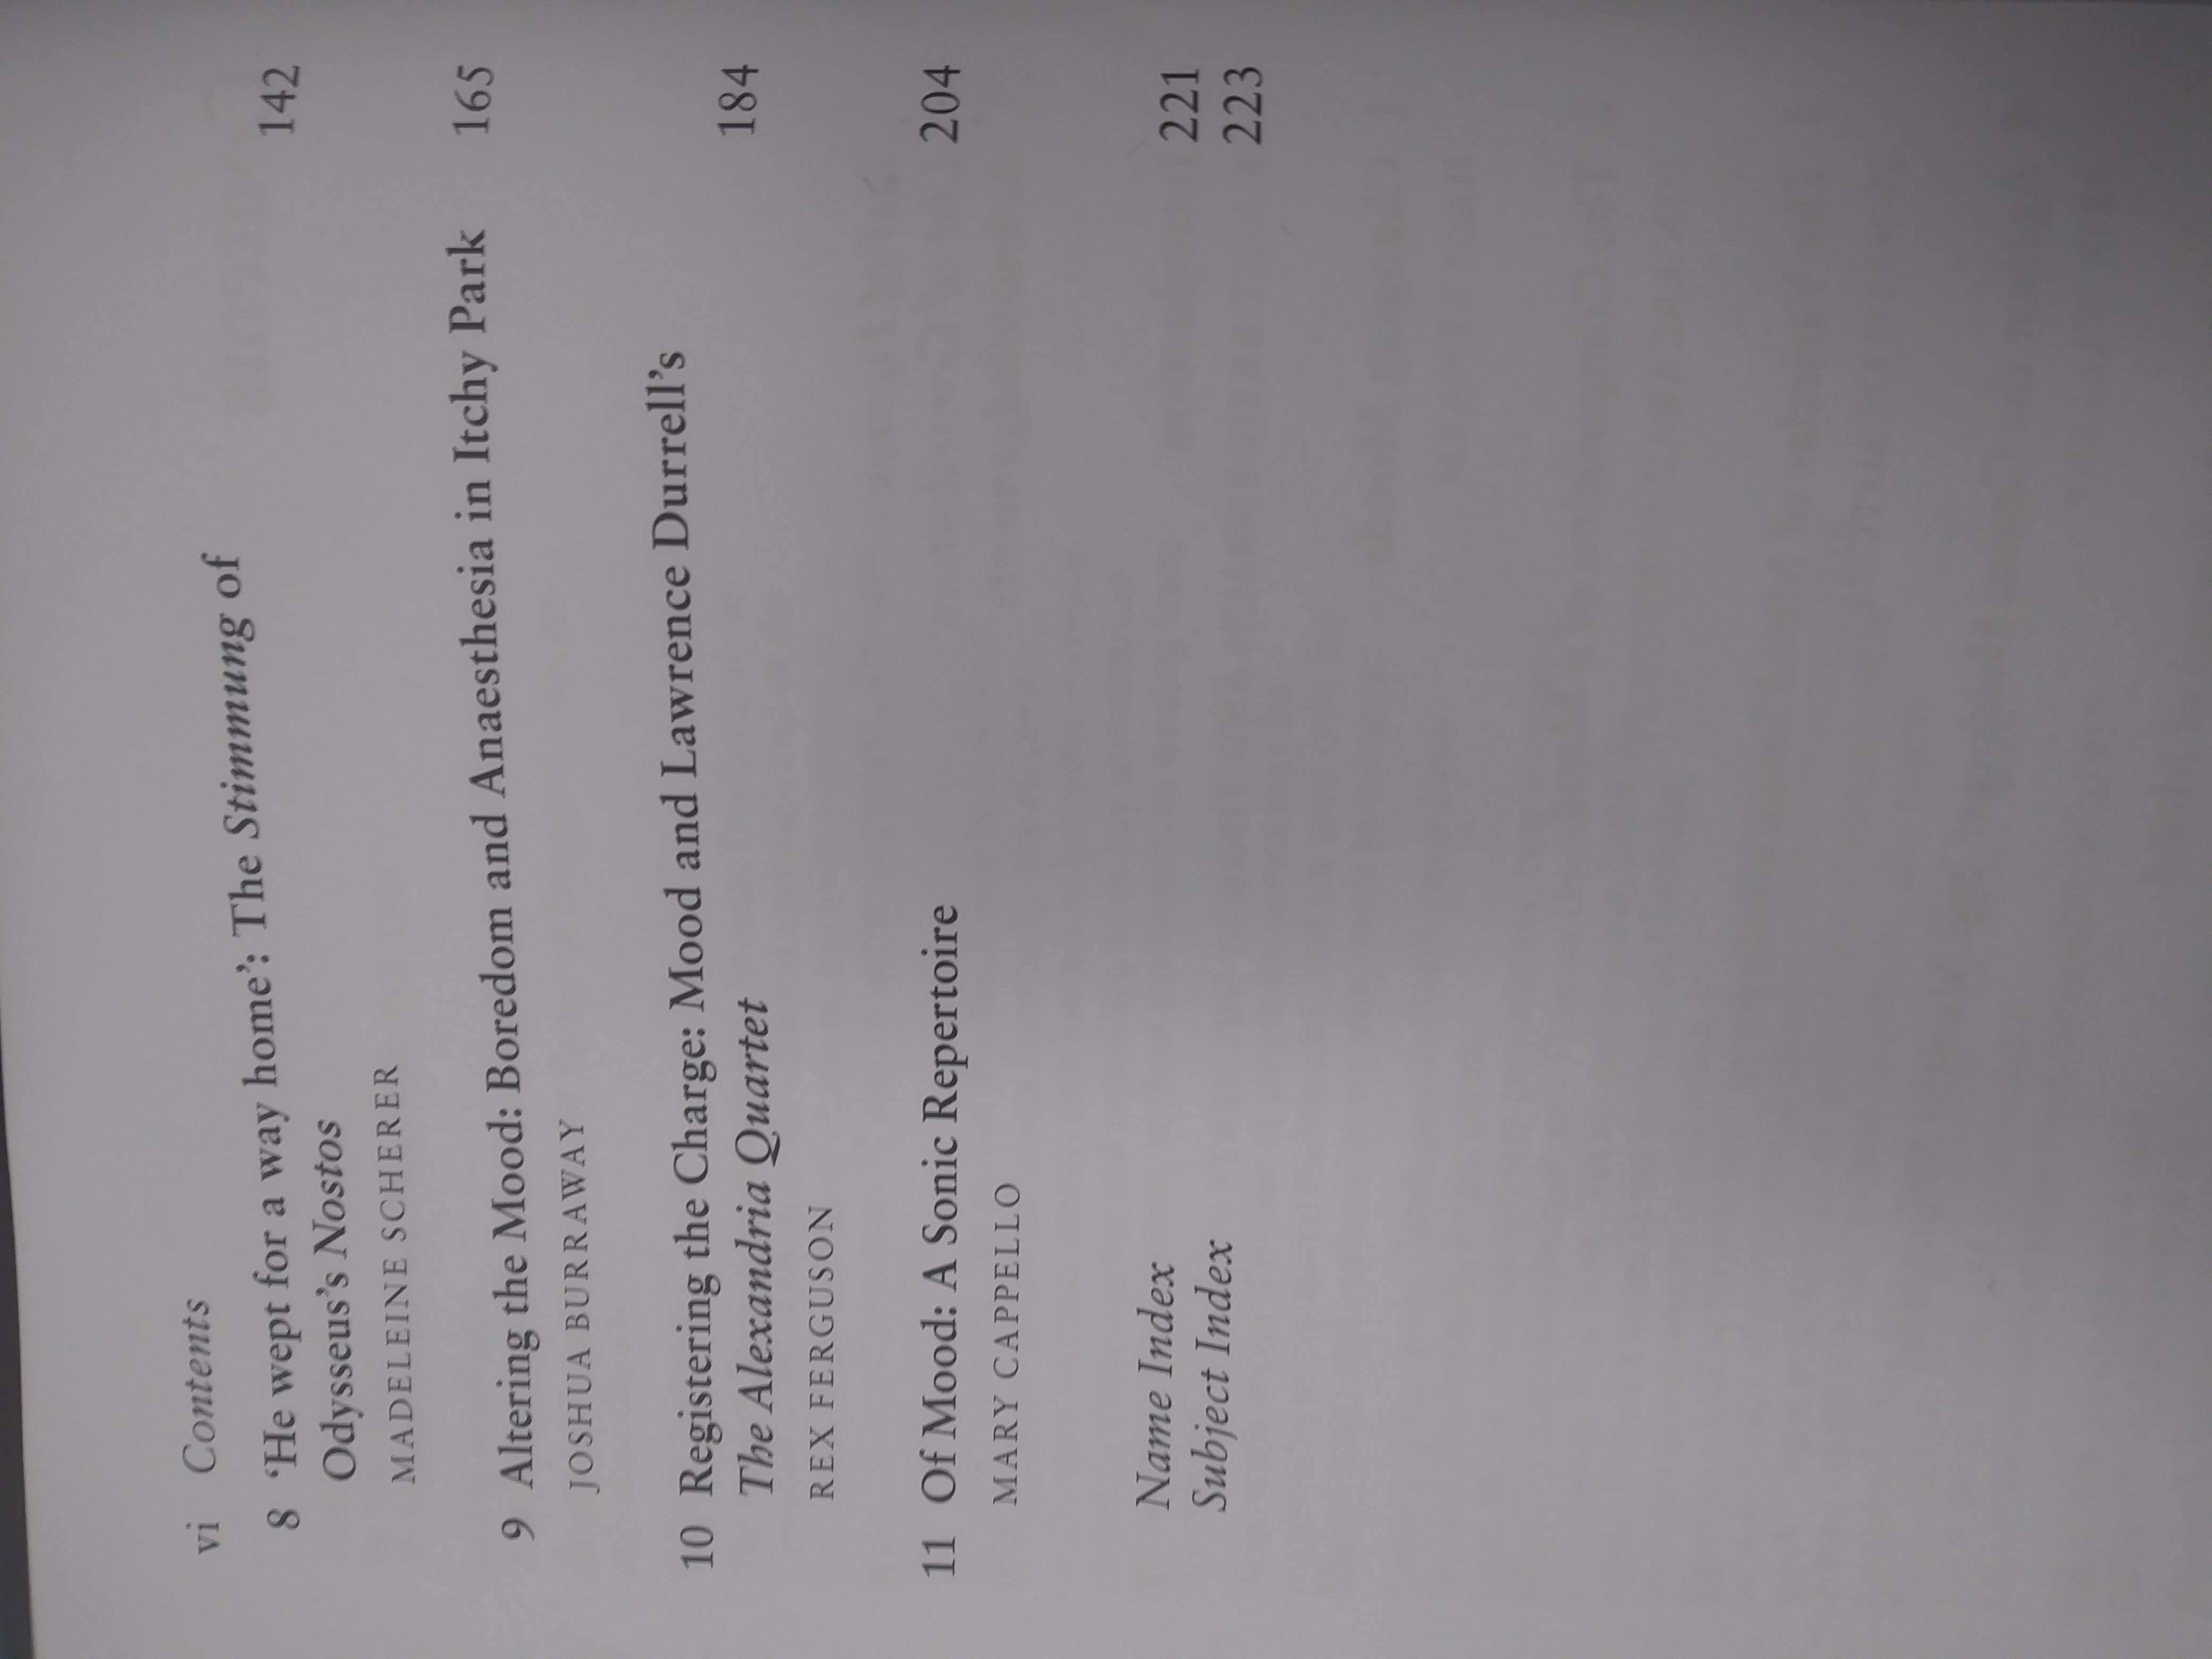 vi Contents
8 ‘He wept for a way home’: The Stimmung of
Odysseus’s Nostos 142
MADELEINE SCHERER
9 Altering the Mood: Boredom and Anaesthesia in Itchy Park 165
JOSHUA BURRAWAY
10 Registering the Charge: Mood and Lawrence Durrell’s
The Alexandria Quartet 184
REX FERGUSON
11 Of Mood: A Sonic Repertoire 204
MARY CAPPELLO
Name Index 221
Subject Index 223